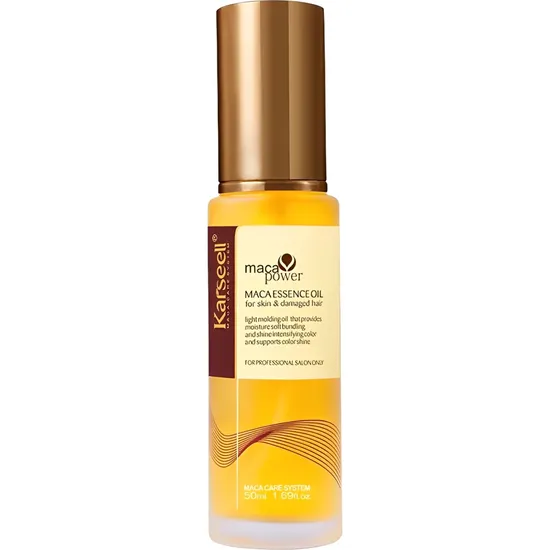 Karseell®
maca
power
MACA ESSENCE OIL
for skin & damaged hair
light molding oil that provides
moisture soft bundling
and shine intensifying color
and supports color shine
FOR PROFESSIONAL SALON ONLY
MACA CARE SYSTEM
50ml 1.69fl.oz.